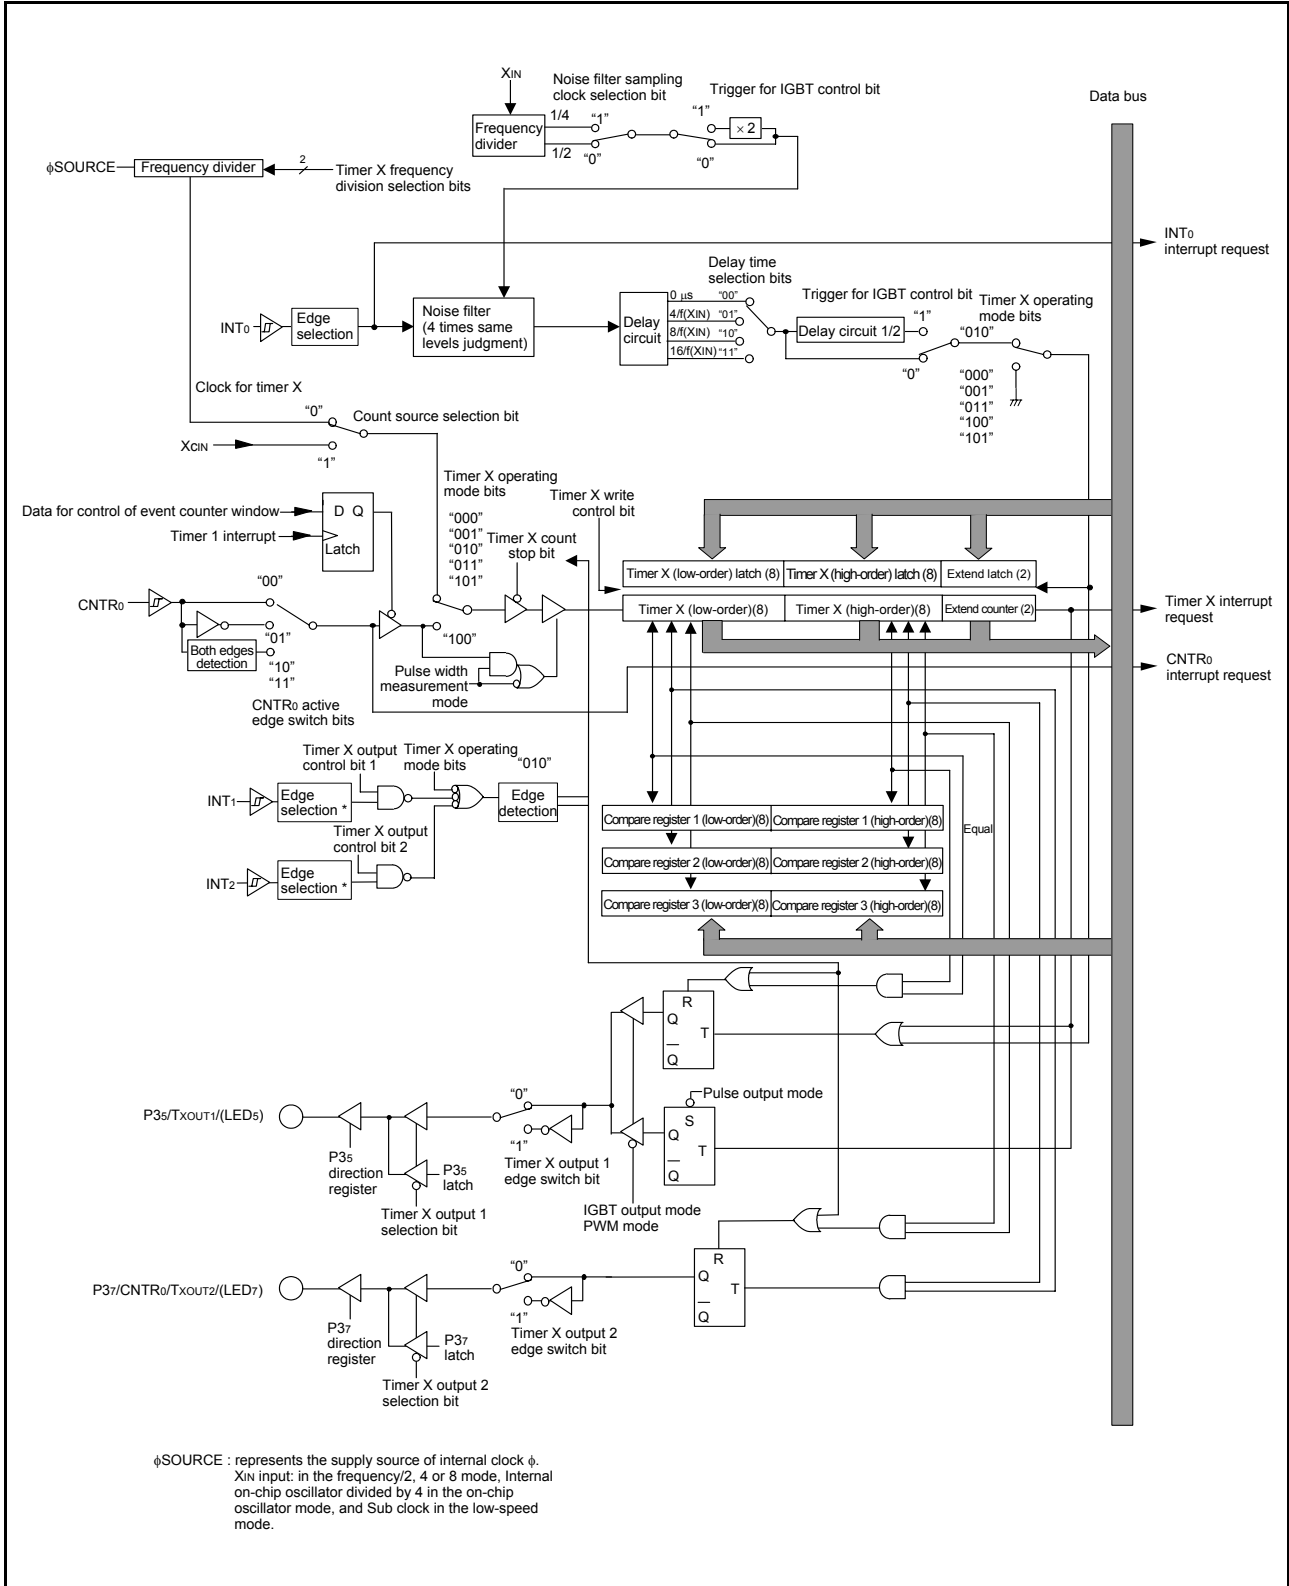 XIN
Noise filter sampling
clock selection bit
Trigger for IGBT control bit
Data bus
1/4
"1"
"1"
Frequency
divider
× 2
1/2
"0"
"0"
ϕSOURCE
Frequency divider
2
Timer X frequency
division selection bits
INT0
interrupt request
Delay time
selection bits
Trigger for IGBT control bit
Timer X operating
mode bits
INT0
Edge
selection
Noise filter
(4 times same
levels judgment)
Delay
circuit
0 µs "00"
4/f(XIN) "01"
8/f(XIN) "10"
16/f(XIN) "11"
Delay circuit 1/2
"1"
"0"
"010"
"000"
"001"
"011"
"100"
"101"
Clock for timer X
"0"
Count source selection bit
XCIN
"1"
Timer X operating
mode bits
"000"
"001"
"010"
"011"
"101"
Timer X write
control bit
Timer X count
stop bit
Data for control of event counter window
D Q
Timer 1 interrupt
Latch
Timer X (low-order) latch (8)
Timer X (high-order) latch (8)
Extend latch (2)
CNTR0
"00"
"01"
Both edges
detection
"10"
"11"
"100"
Timer X (low-order)(8)
Timer X (high-order)(8)
Extend counter (2)
Timer X interrupt
request
CNTR0
interrupt request
Pulse width
measurement
mode
CNTR0 active
edge switch bits
Timer X output
control bit 1
Timer X operating
mode bits
"010"
INT1
Edge
selection *
Edge
detection
Timer X output
control bit 2
INT2
Edge
selection *
Compare register 1 (low-order)(8)
Compare register 1 (high-order)(8)
Equal
Compare register 2 (low-order)(8)
Compare register 2 (high-order)(8)
Compare register 3 (low-order)(8)
Compare register 3 (high-order)(8)
R
Q
T
Q
Pulse output mode
S
Q
T
Q
P35/TXOUT1/(LED5)
"0"
"1"
Timer X output 1
edge switch bit
P35
direction
register
P35
latch
Timer X output 1
selection bit
IGBT output mode
PWM mode
R
Q
T
Q
P37/CNTR0/TXOUT2/(LED7)
"0"
"1"
Timer X output 2
edge switch bit
P37
direction
register
P37
latch
Timer X output 2
selection bit
ϕSOURCE : represents the supply source of internal clock ϕ.
XIN input: in the frequency/2, 4 or 8 mode, Internal
on-chip oscillator divided by 4 in the on-chip
oscillator mode, and Sub clock in the low-speed
mode.